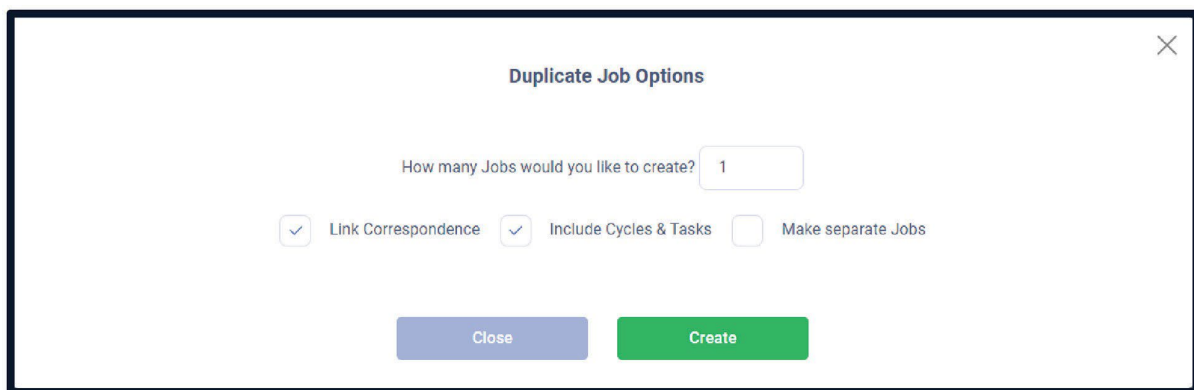 Duplicate Job Options
How many Jobs would you like to create? 1
Link Correspondence Include Cycles & Tasks Make separate Jobs
Close Create